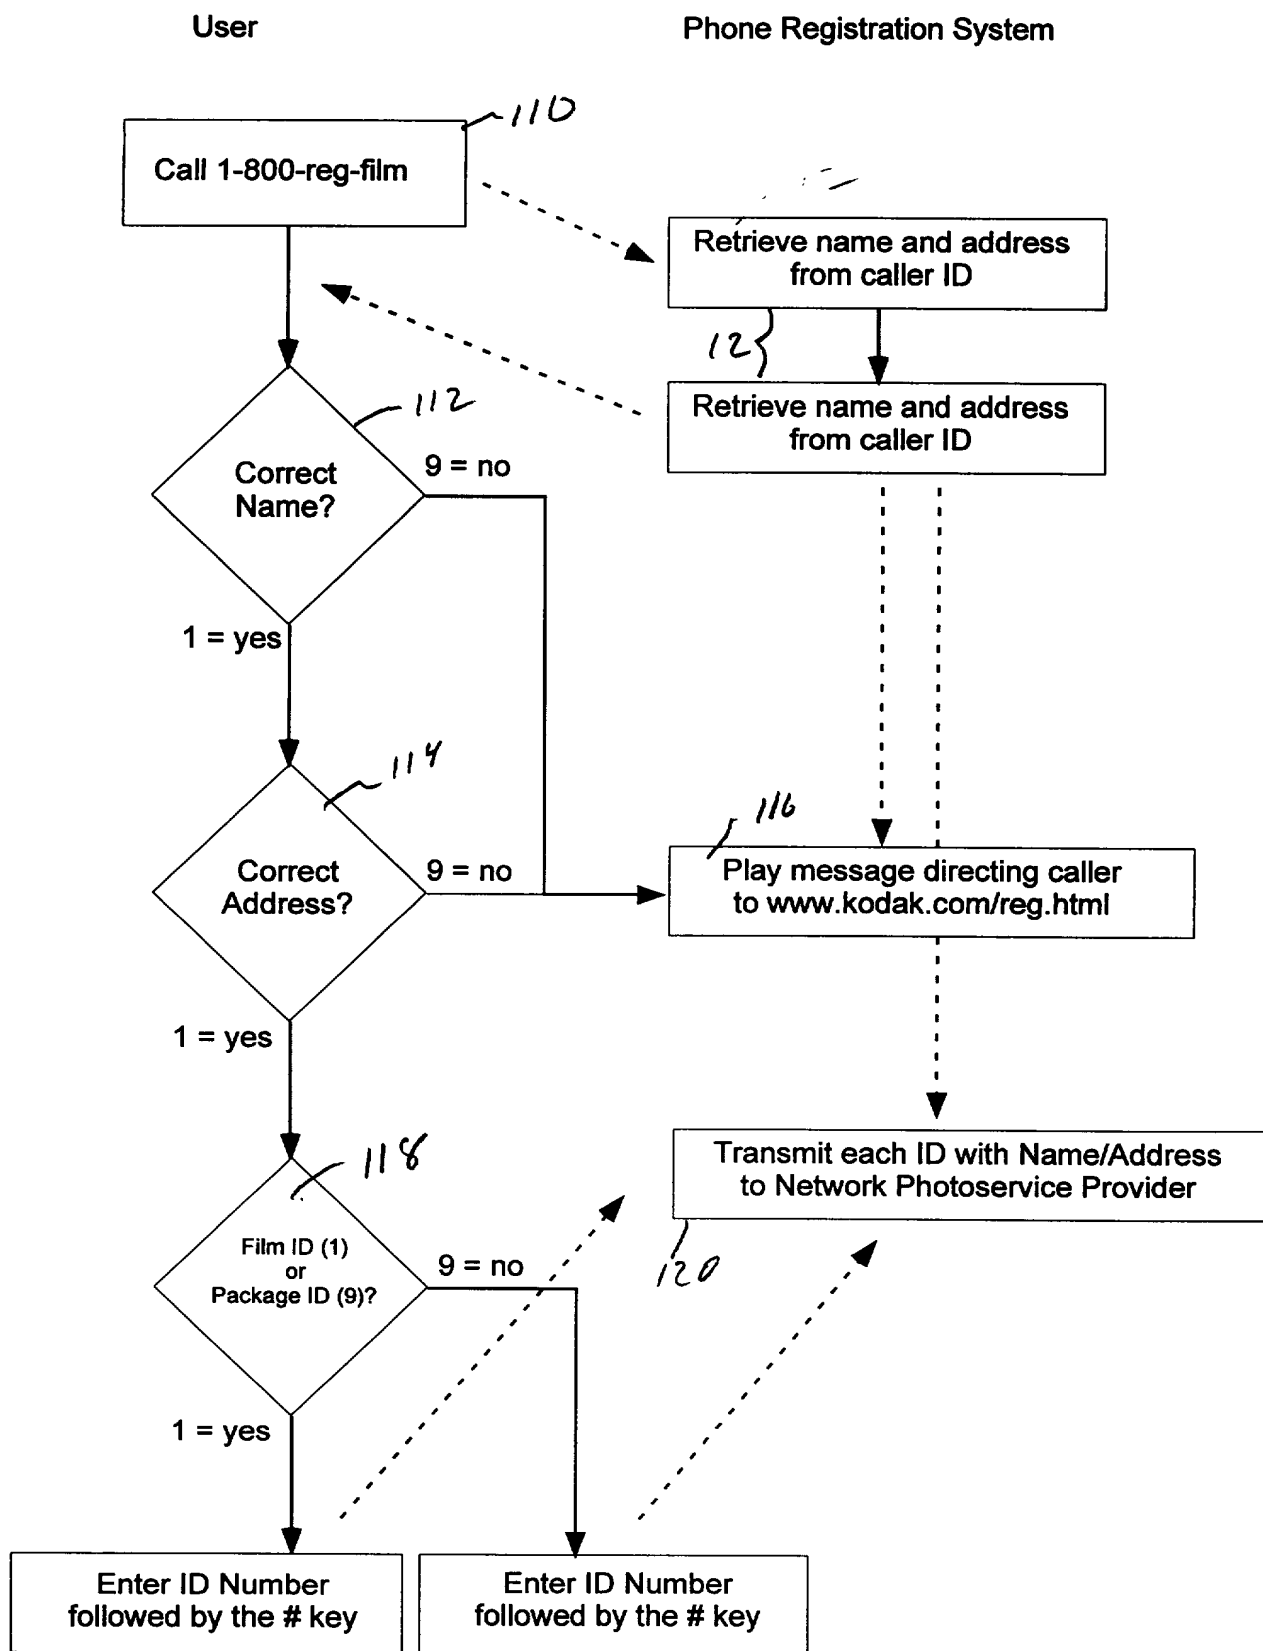 User
Phone Registration System
110
Call 1-800-reg-film
Retrieve name and address
from caller ID
12
Retrieve name and address
from caller ID
112
Correct
Name?
9 = no
1 = yes
114
Correct
Address?
9 = no
116
Play message directing caller
to www.kodak.com/reg.html
1 = yes
118
Film ID (1)
or
Package ID (9)?
9 = no
Transmit each ID with Name/Address
to Network Photoservice Provider
120
1 = yes
Enter ID Number
followed by the # key
Enter ID Number
followed by the # key